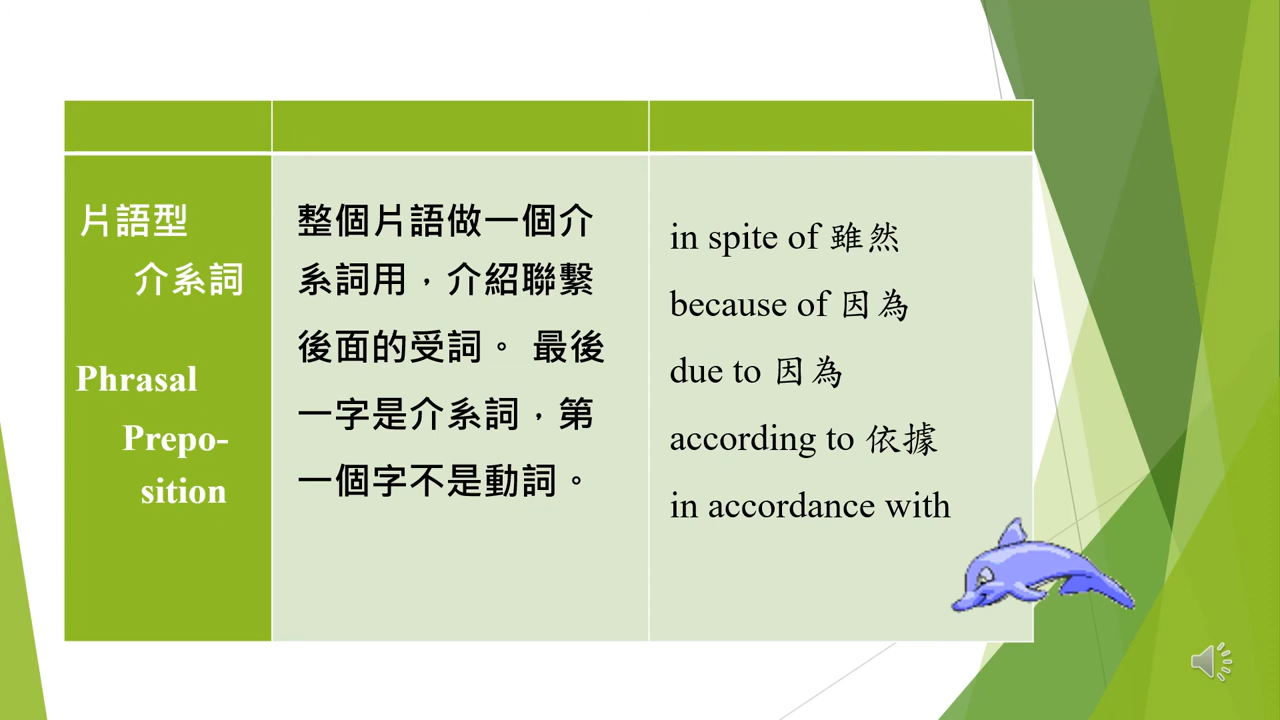 片語型
介系詞
Phrasal
Prepo-
sition
整個片語做一個介
系詞用，介紹聯繫
後面的受詞。 最後
一字是介系詞，第
一個字不是動詞。
in spite of 雖然
because of 因為
due to 因為
according to 依據
in accordance with